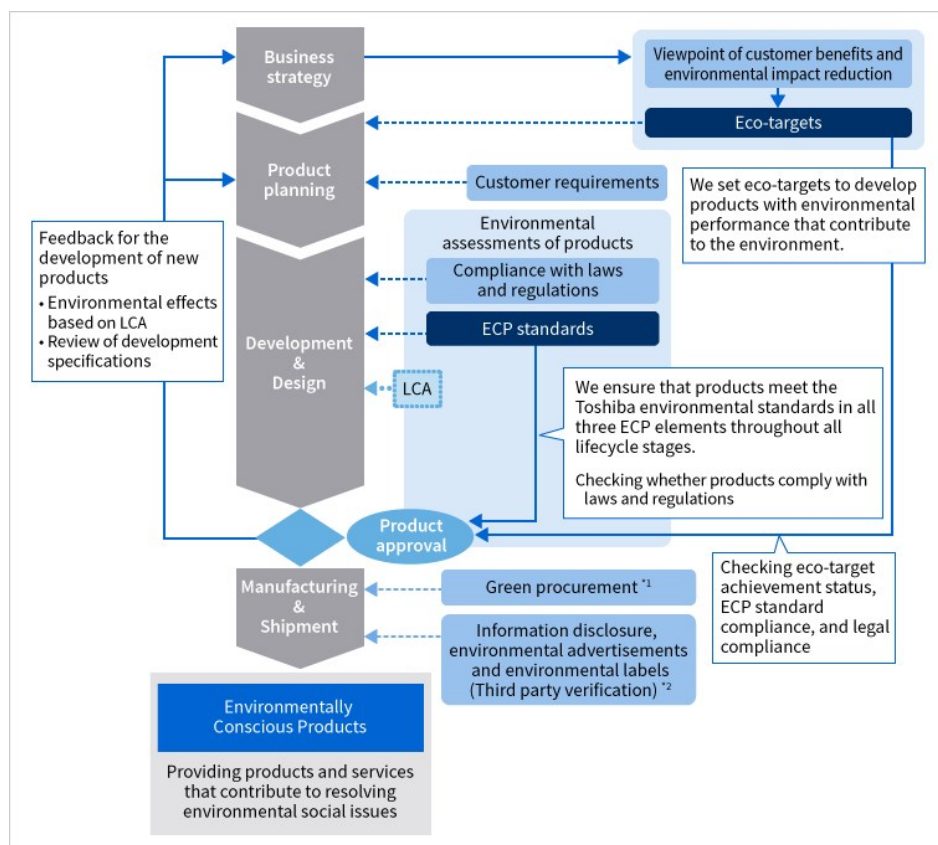 Business
strategy
Viewpoint of customer benefits and
environmental impact reduction
Eco-targets
Product
planning
Customer requirements
We set eco-targets to develop
products with environmental
performance that contribute
to the environment.
Feedback for the
development of new
products
• Environmental effects
based on LCA
• Review of development
specifications
Environmental
assessments of products
Compliance with laws
and regulations
ECP standards
Development
&
Design
LCA
We ensure that products meet the
Toshiba environmental standards in all
three ECP elements throughout all
lifecycle stages.
Checking whether products comply with
laws and regulations
Product
approval
Checking eco-target
achievement status,
ECP standard
compliance, and legal
compliance
Manufacturing
&
Shipment
Green procurement *1
Information disclosure,
environmental advertisements
and environmental labels
(Third party verification) *2
Environmentally
Conscious Products
Providing products and services
that contribute to resolving
environmental social issues